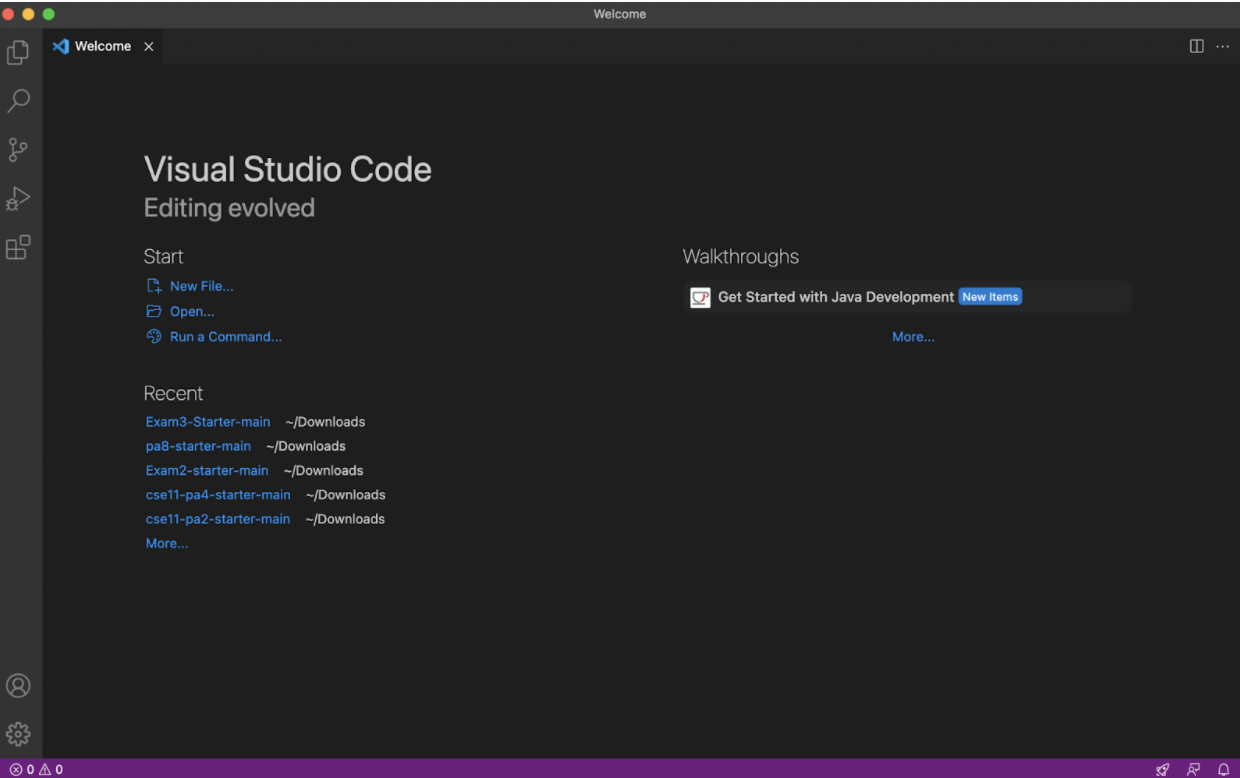 Welcome
Welcome
Visual Studio Code
Editing evolved
Start
New File...
Open...
Run a Command...
Recent
Exam3-Starter-main ~/Downloads
pa8-starter-main ~/Downloads
Exam2-starter-main ~/Downloads
cse11-pa4-starter-main ~/Downloads
cse11-pa2-starter-main ~/Downloads
More...
Walkthroughs
Get Started with Java Development New Items
More...
0 0